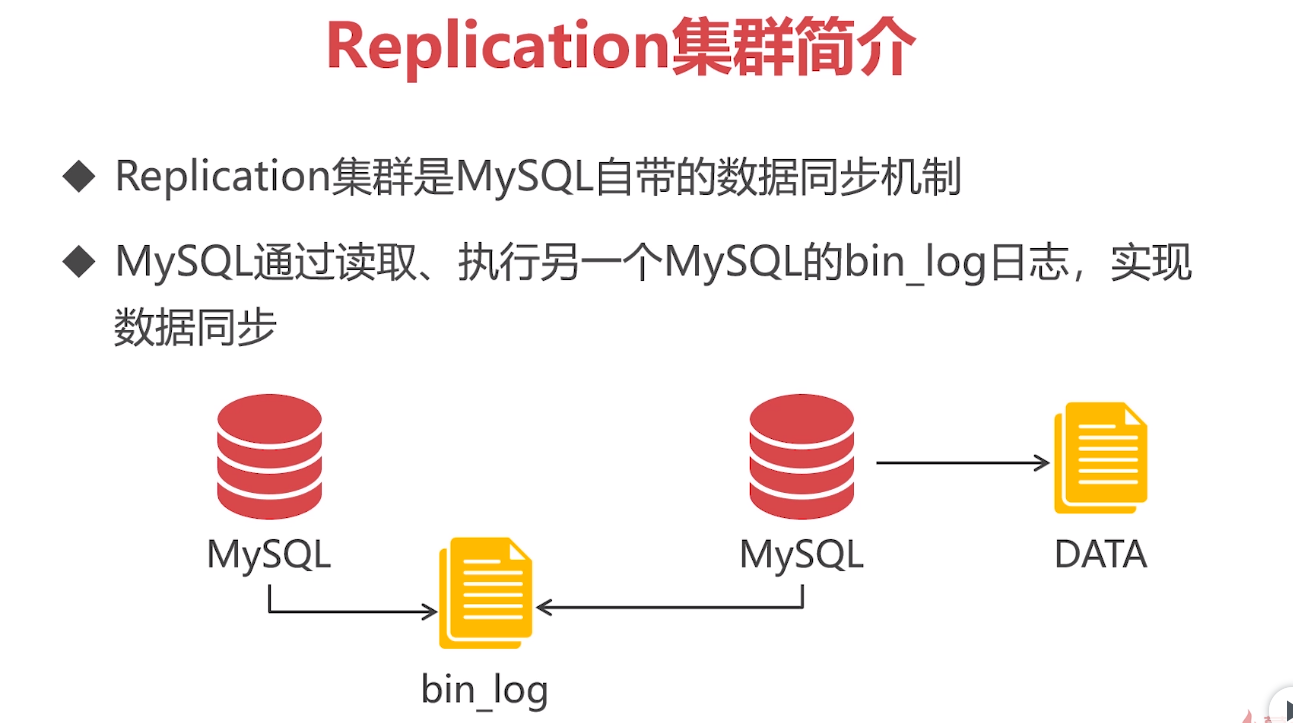 Replication集群简介
Replication集群是MySQL自带的数据同步机制
MySQL通过读取、执行另一个MySQL的bin_log日志，实现
数据同步
MySQL
MySQL
DATA
bin_log